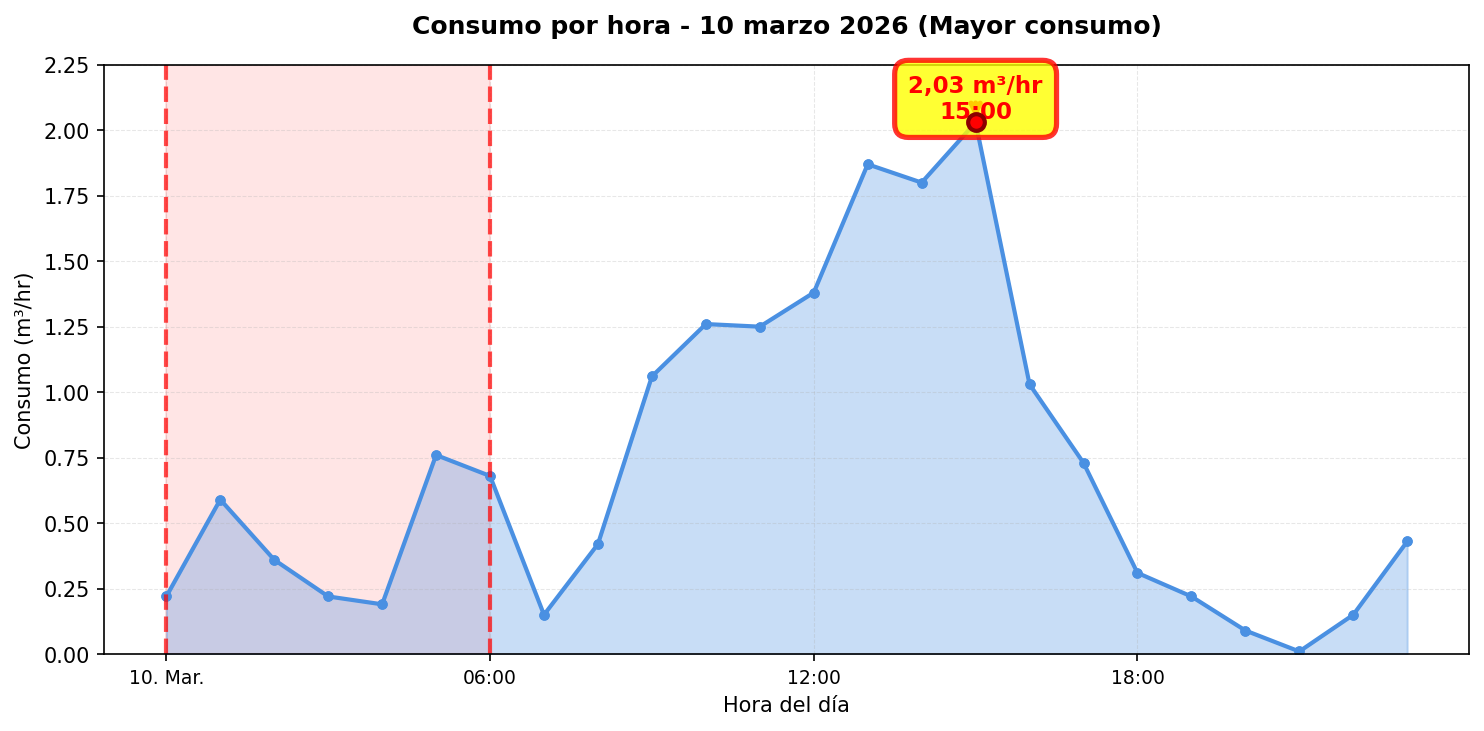 Consumo por hora - 10 marzo 2026 (Mayor consumo)
2,03 m³/hr
15:00
Consumo (m³/hr)
2.25
2.00
1.75
1.50
1.25
1.00
0.75
0.50
0.25
0.00
10. Mar.
06:00
12:00
18:00
Hora del día